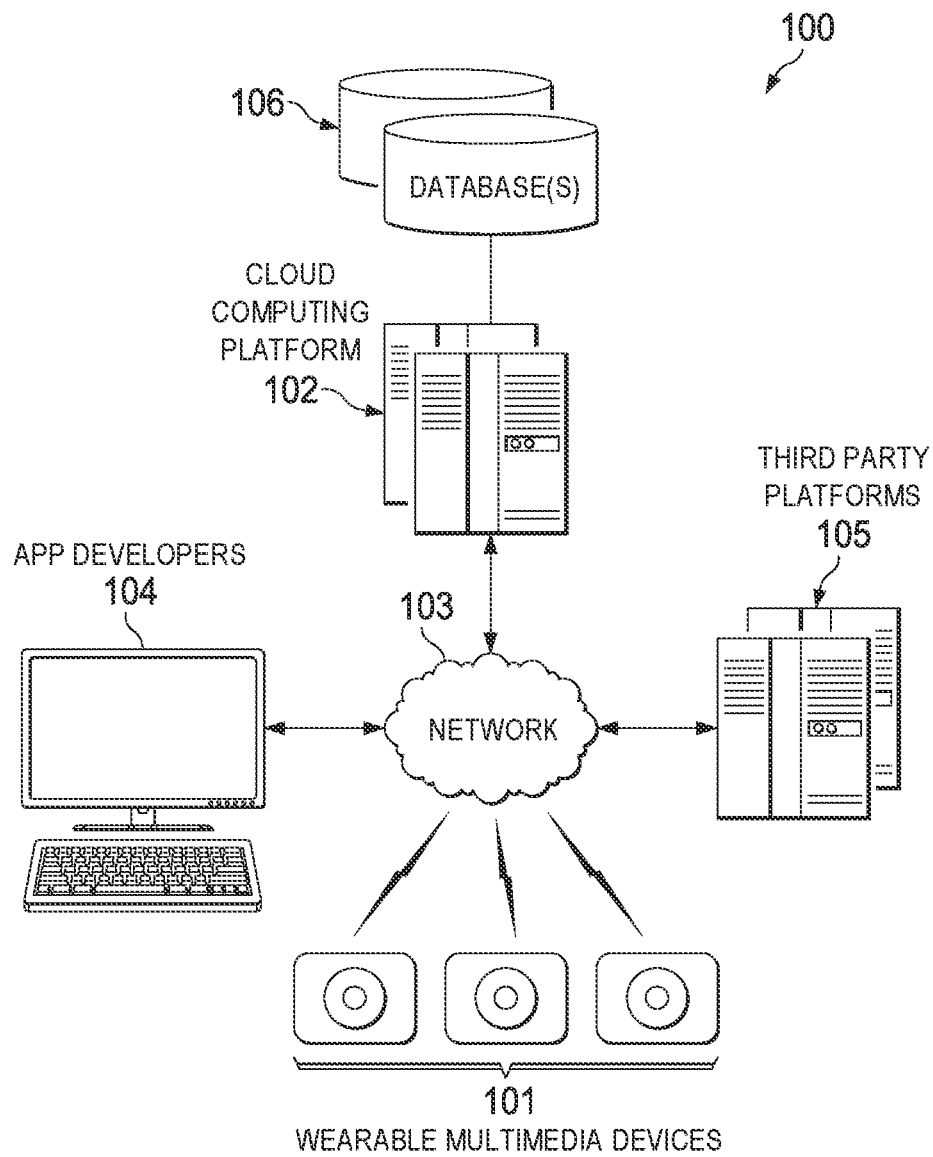 100
106
DATABASE(S)
CLOUD
COMPUTING
PLATFORM
102
THIRD PARTY
PLATFORMS
105
APP DEVELOPERS
104
103
NETWORK
101
WEARABLE MULTIMEDIA DEVICES